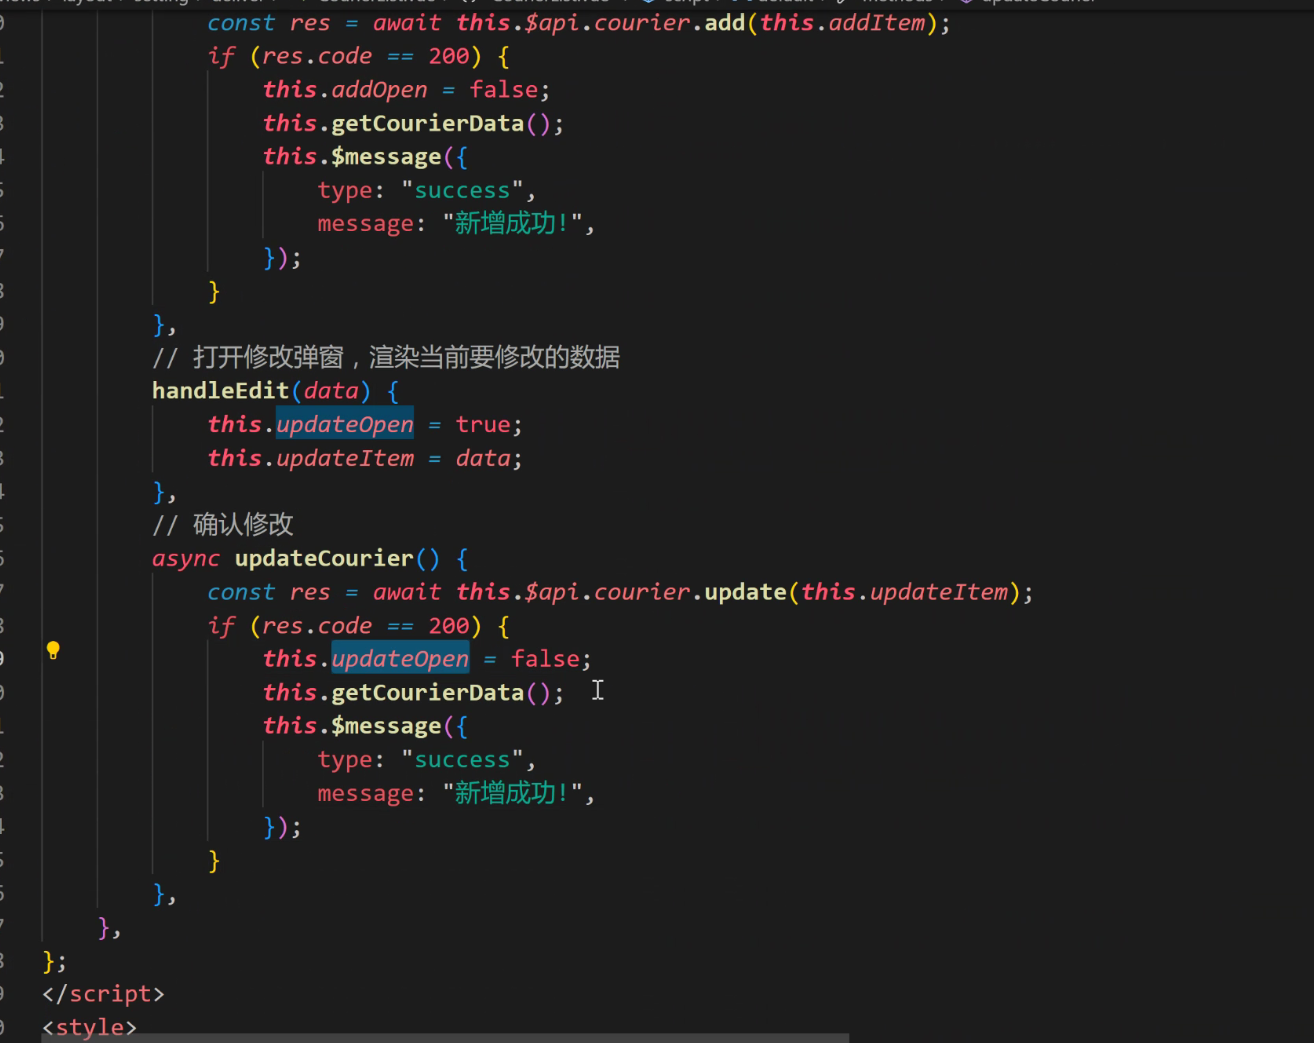 const res = await this.$api.courier.add(this.addItem);
if (res.code == 200) {
this.addOpen = false;
this.getCourierData();
this.$message({
type: "success",
message: "新增成功!",
});
}
},
// 打开修改弹窗，渲染当前要修改的数据
handleEdit(data) {
this.updateOpen = true;
this.updateItem = data;
},
// 确认修改
async updateCourier() {
const res = await this.$api.courier.update(this.updateItem);
if (res.code == 200) {
this.updateOpen = false;
this.getCourierData();
this.$message({
type: "success",
message: "新增成功!",
});
}
},
},
};
</script>
<style>